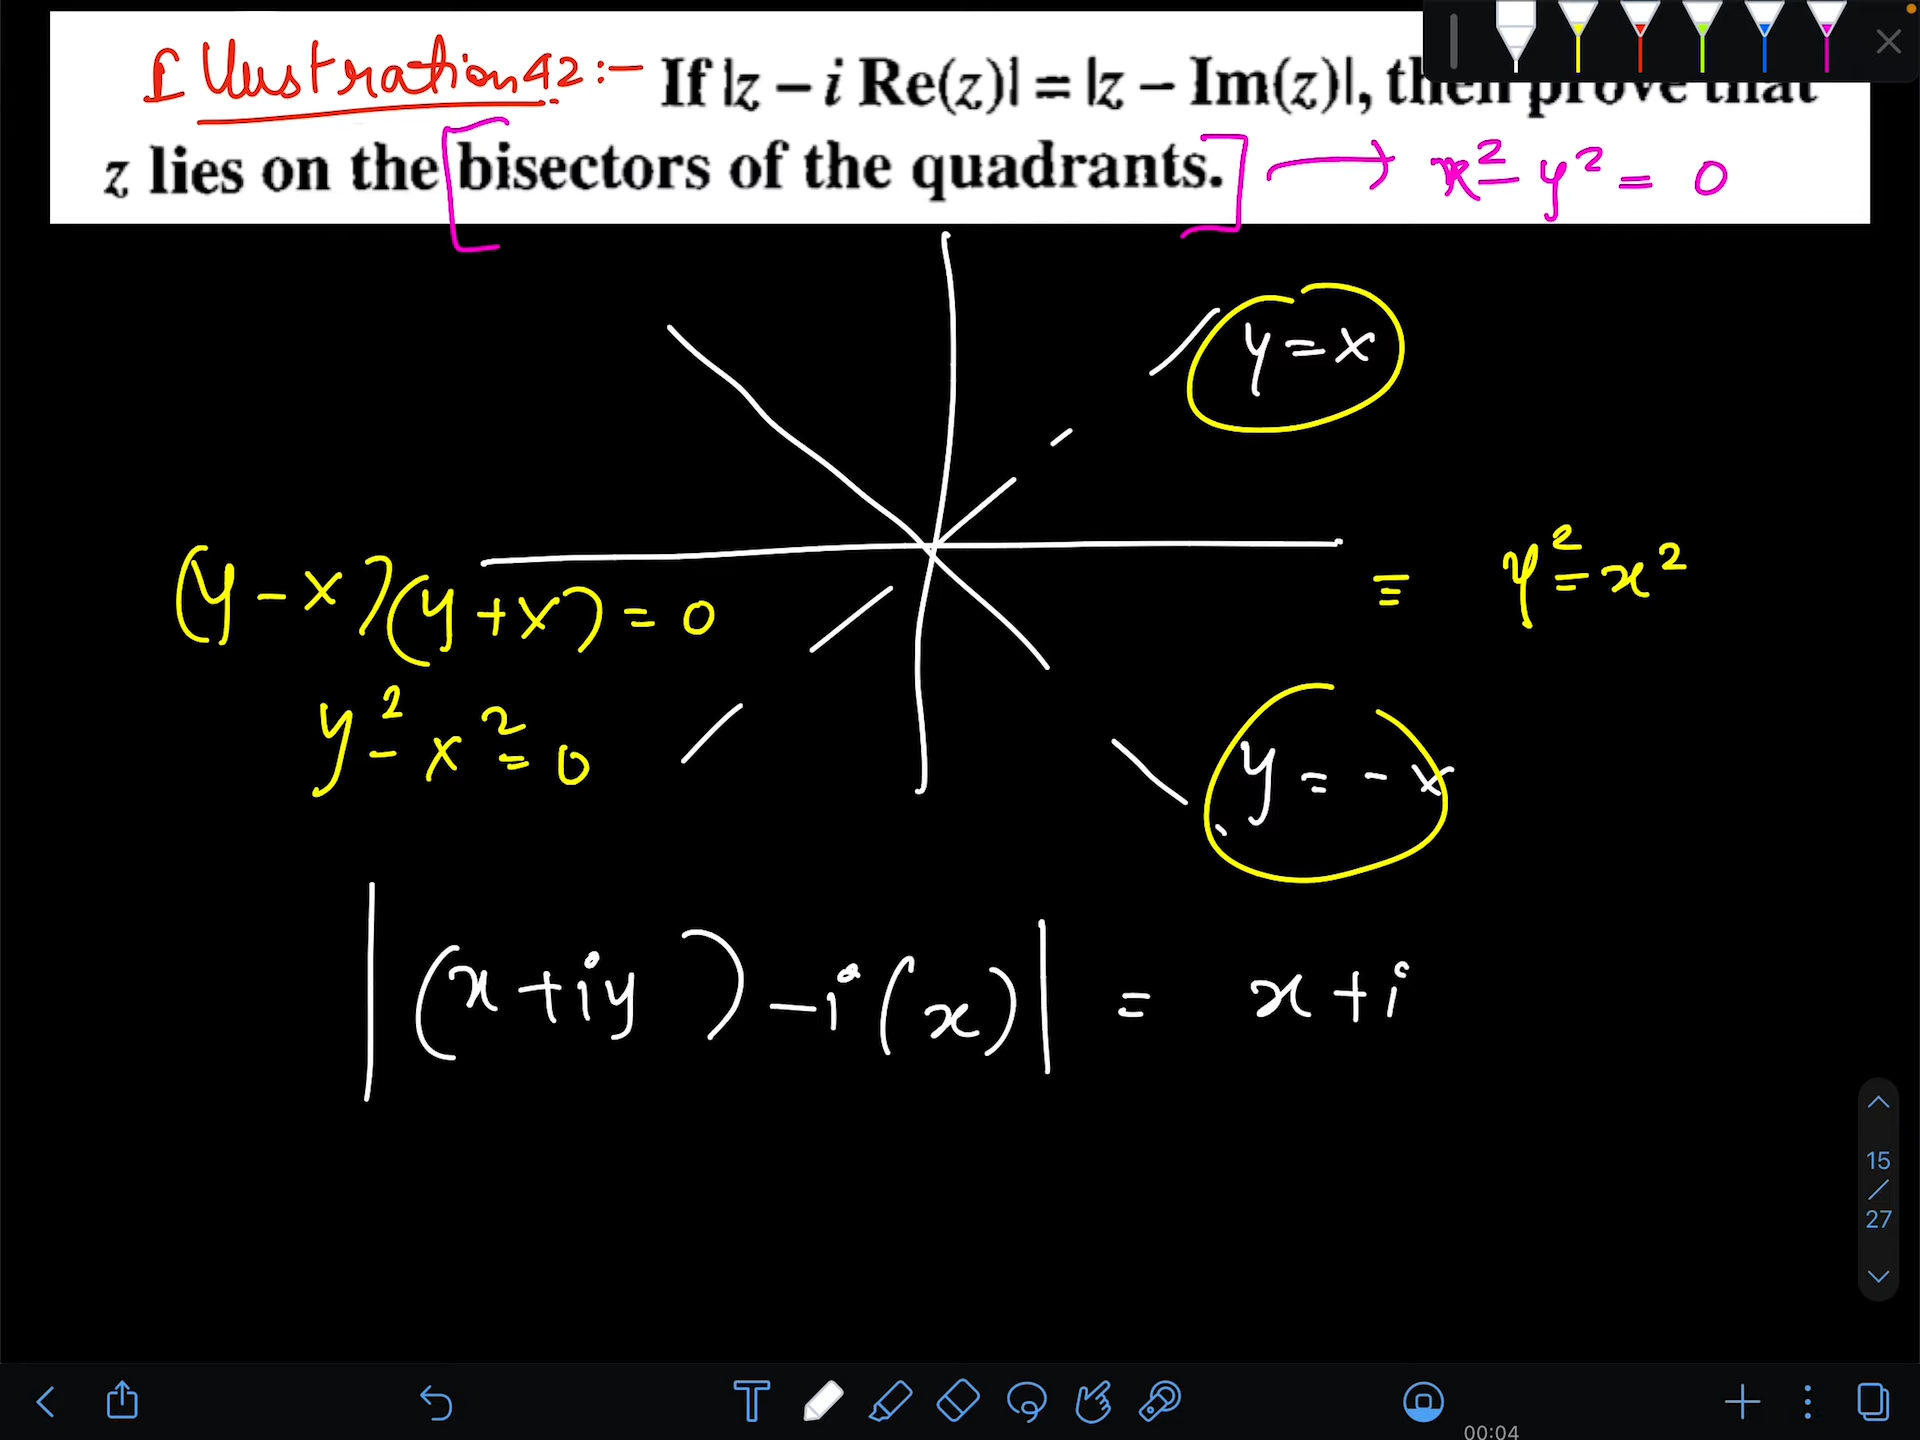 Illustration 42:- If |z – i Re(z)| = |z – Im(z)|, then prove that
z lies on the bisectors of the quadrants. → x² - y² = 0
y = x
(y - x)(y + x) = 0
≡ y² = x²
y² - x² = 0
y = - x
|(x + iy) - i(x)| = x + i
15
/
27
T
00:04